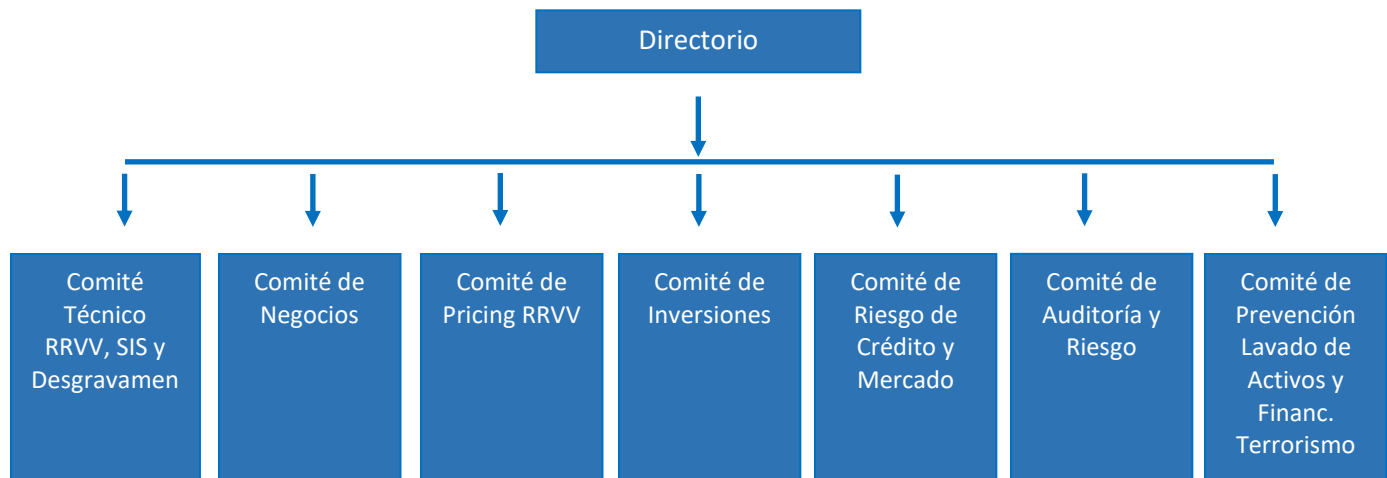 Directorio
Comité
Técnico
RRVV, SIS y
Desgravamen
Comité de
Negocios
Comité de
Pricing RRVV
Comité de
Inversiones
Comité de
Riesgo de
Crédito y
Mercado
Comité de
Auditoría y
Riesgo
Comité de
Prevención
Lavado de
Activos y
Financ.
Terrorismo